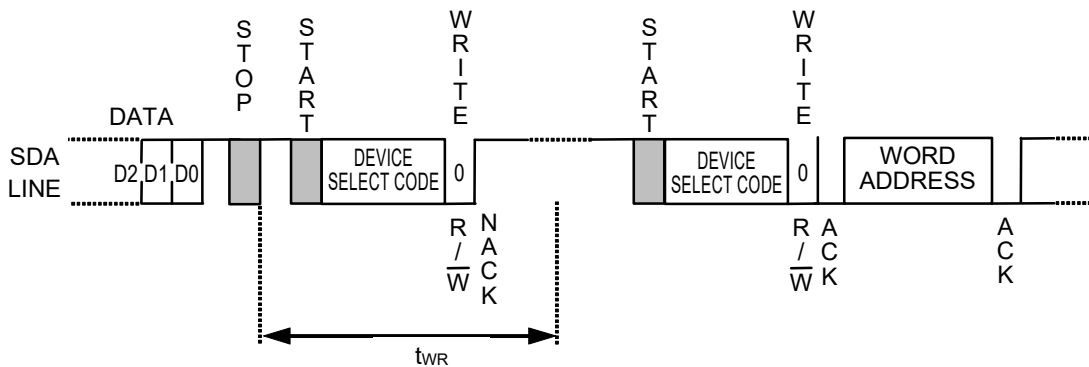 STOP
START
WRITE
START
WRITE
DATA
SDA
LINE
D2 D1 D0
DEVICE
SELECT CODE
0
DEVICE
SELECT CODE
0
WORD
ADDRESS
R/W̅
NACK
R/W̅
ACK
ACK
tWR